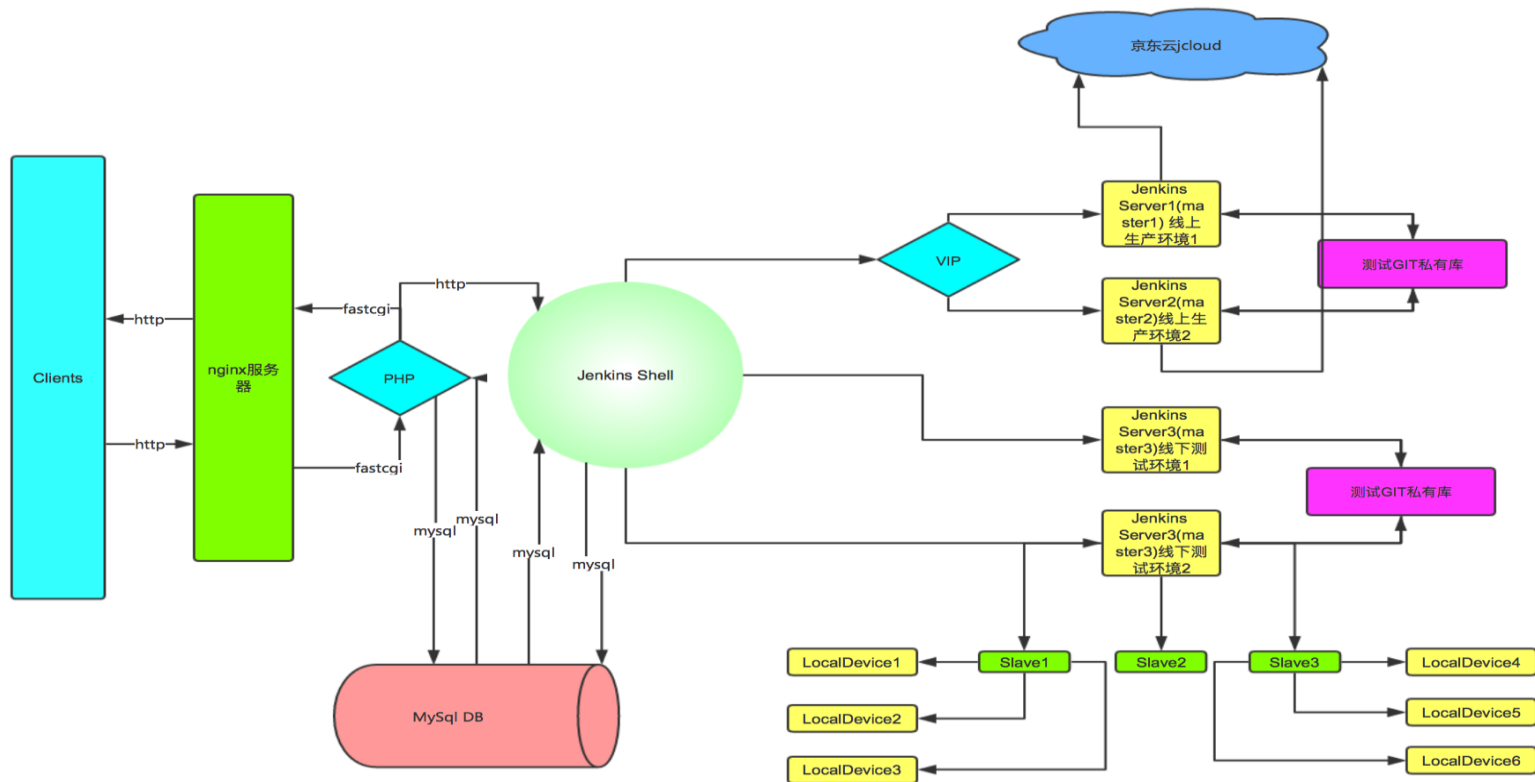 京东云jcloud
Jenkins
Server1(ma
ster1) 线上
生产环境1
VIP
测试GIT私有库
Jenkins
Server2(ma
ster2)线上生
产环境2
http
fastcgi
http
nginx服务
器
Clients
PHP
Jenkins Shell
http
fastcgi
Jenkins
Server3(ma
ster3)线下测
试环境1
测试GIT私有库
mysql
mysql
mysql
mysql
Jenkins
Server3(ma
ster3)线下测
试环境2
LocalDevice1
Slave1
Slave2
Slave3
LocalDevice4
MySql DB
LocalDevice2
LocalDevice5
LocalDevice3
LocalDevice6